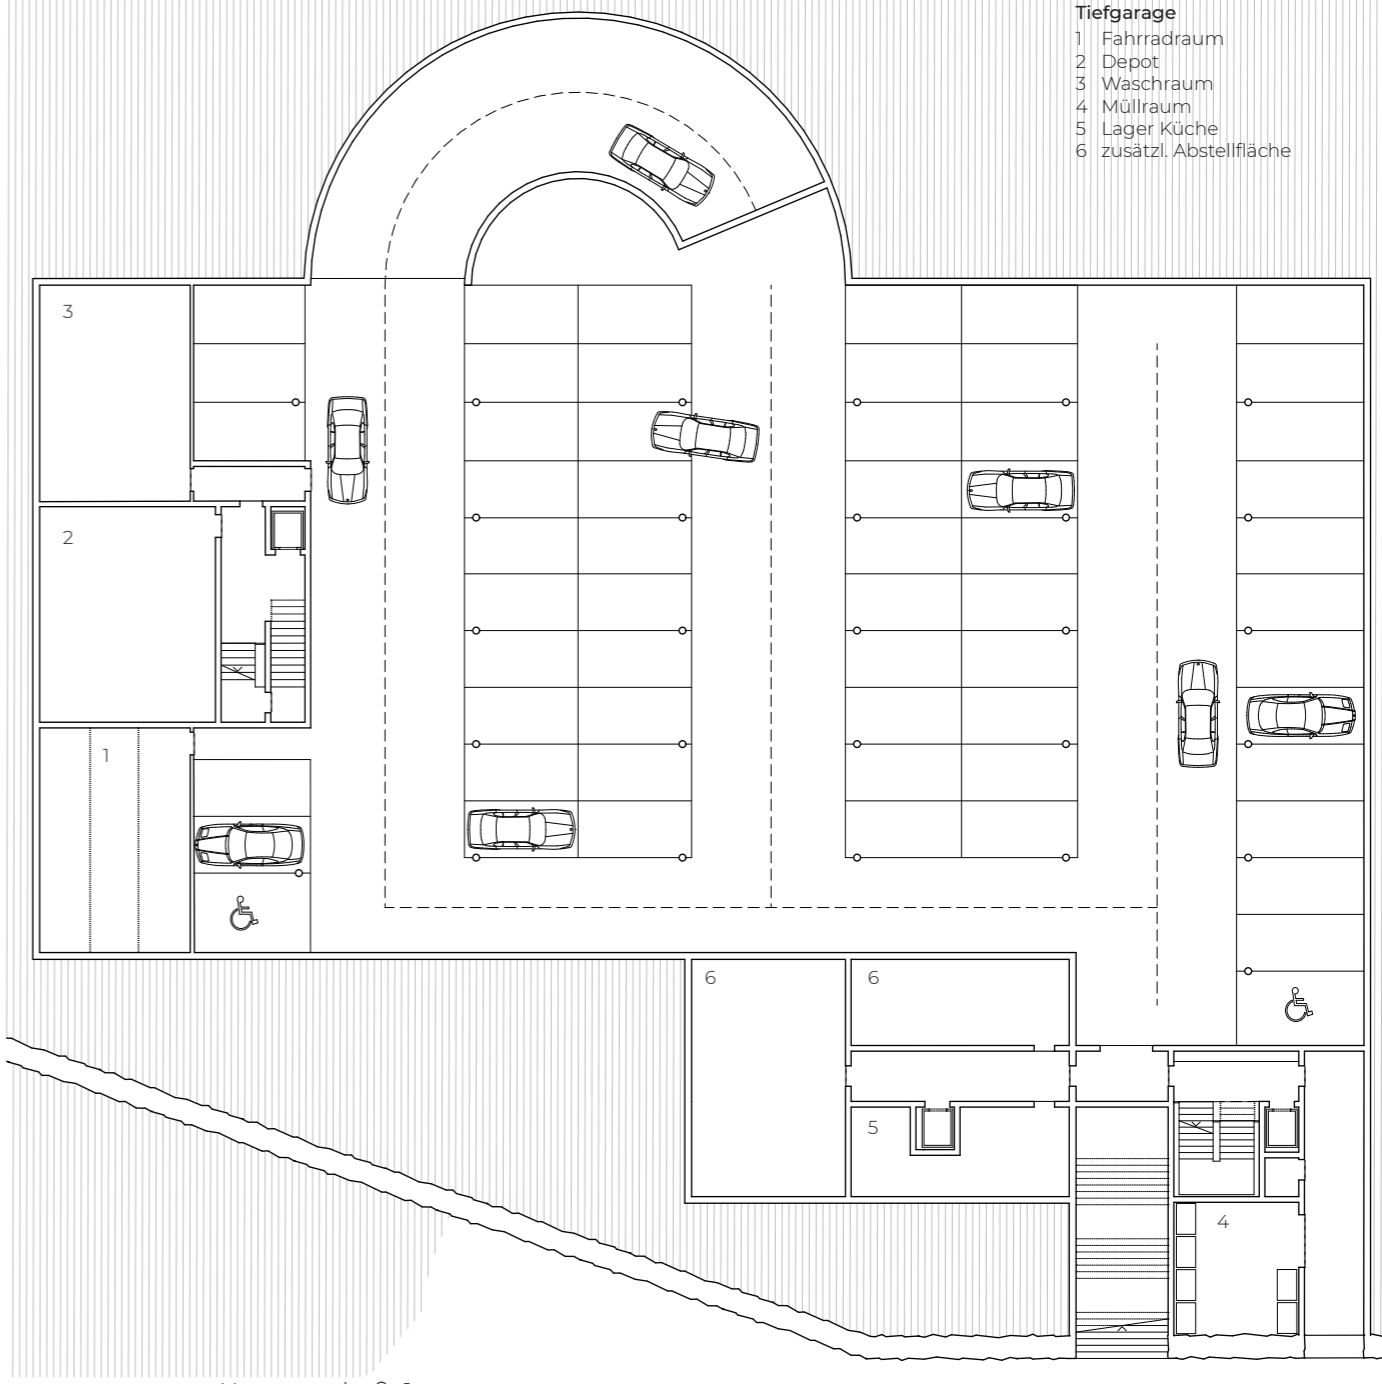 Tiefgarage
1 Fahrradraum
2 Depot
3 Waschraum
4 Müllraum
5 Lager Küche
6 zusätzl. Abstellfläche
3
2
1
6 6
5
4